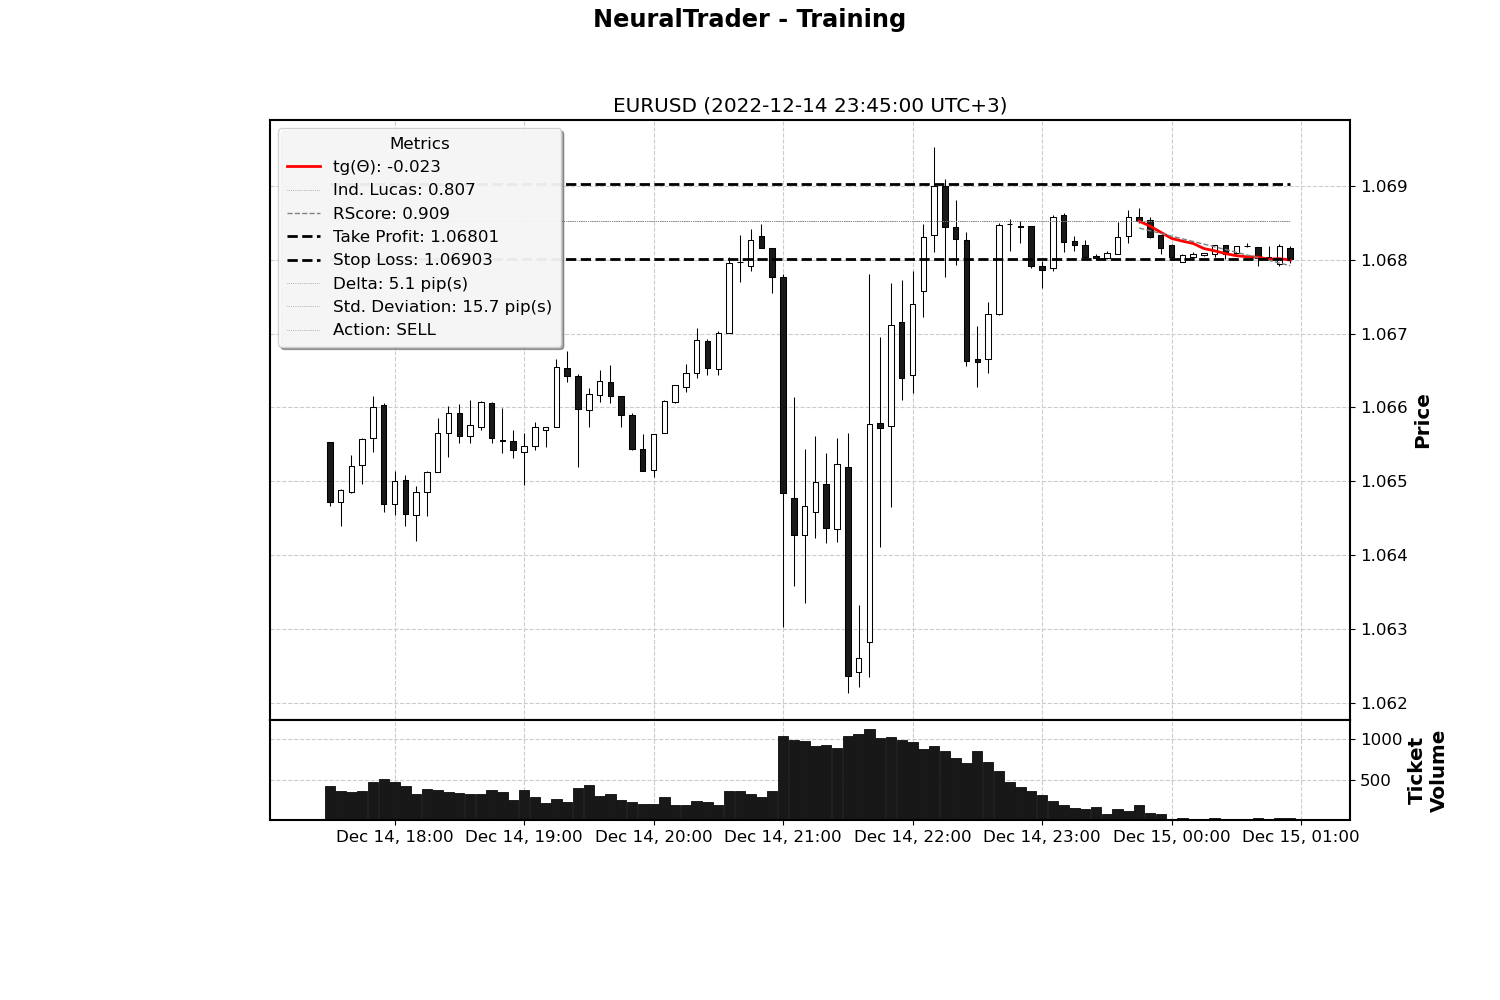 NeuralTrader - Training
EURUSD (2022-12-14 23:45:00 UTC+3)
Metrics
tg(Θ): -0.023
Ind. Lucas: 0.807
RScore: 0.909
Take Profit: 1.06801
Stop Loss: 1.06903
Delta: 5.1 pip(s)
Std. Deviation: 15.7 pip(s)
Action: SELL
1.069
1.068
1.067
1.066
1.065
1.064
1.063
1.062
Price
1000
500
Ticket
Volume
Dec 14, 18:00
Dec 14, 19:00
Dec 14, 20:00
Dec 14, 21:00
Dec 14, 22:00
Dec 14, 23:00
Dec 15, 00:00
Dec 15, 01:00